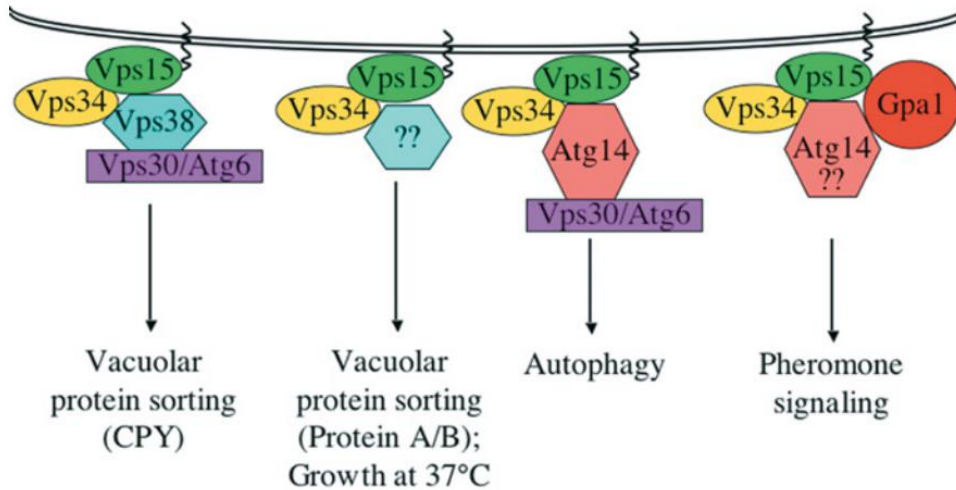 Vps15
Vps34
Vps38
Vps30/Atg6
Vacuolar
protein sorting
(CPY)
Vps15
Vps34
??
Vacuolar
protein sorting
(Protein A/B);
Growth at 37°C
Vps15
Vps34
Atg14
Vps30/Atg6
Autophagy
Vps15
Vps34
Gpa1
Atg14
??
Pheromone
signaling